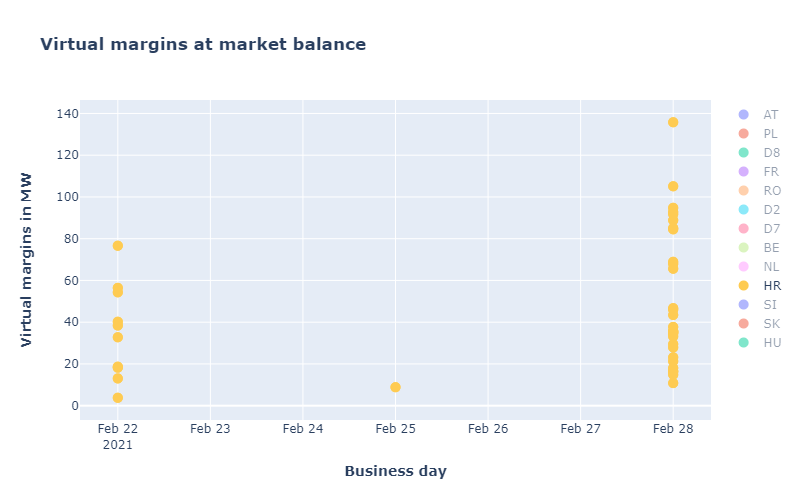 Virtual margins at market balance
Virtual margins in MW
140
120
100
80
60
40
20
0
Feb 22
2021
Feb 23
Feb 24
Feb 25
Feb 26
Feb 27
Feb 28
Business day
AT
PL
D8
FR
RO
D2
D7
BE
NL
HR
SI
SK
HU